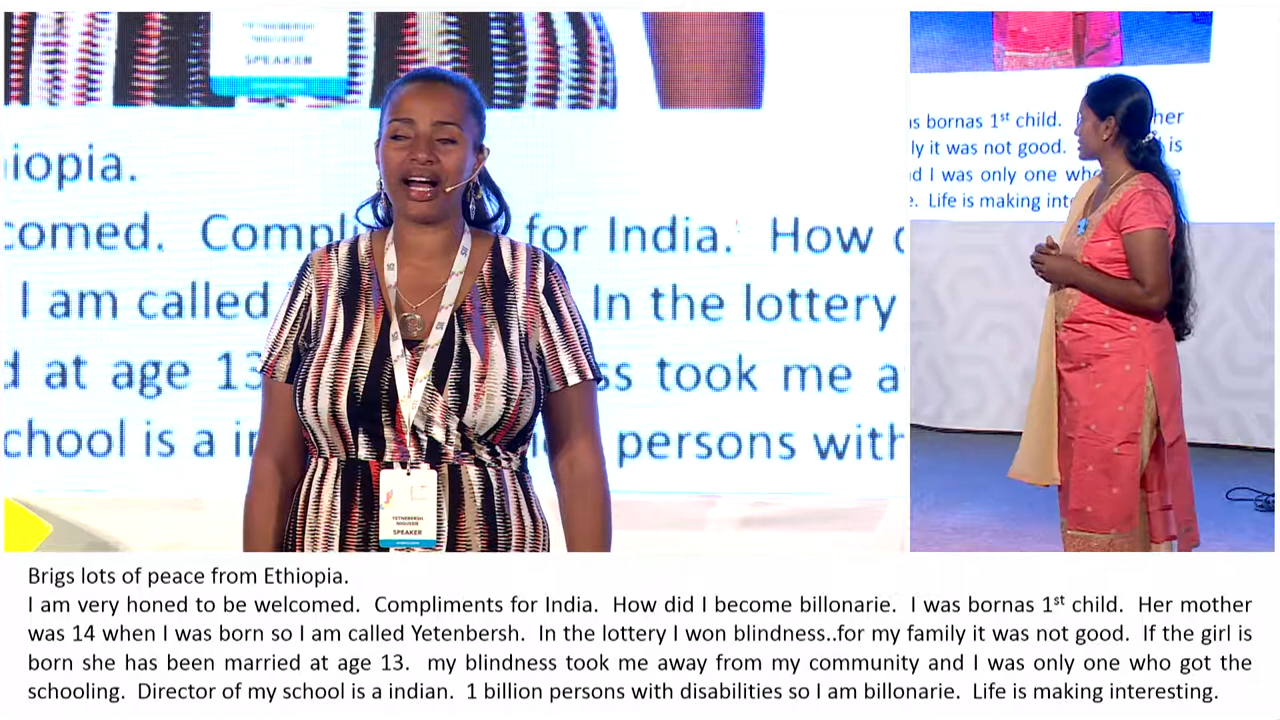 SPEAKER
iopia.
comed. Compl for India. How
I am called In the lottery
d at age 13 ss took me a
chool is a in persons with
YETNEBERSH
NIGUSSIE
SPEAKER
s bornas 1st child. her
ly it was not good. is
d I was only one who
e. Life is making inte
Brigs lots of peace from Ethiopia.
I am very honed to be welcomed. Compliments for India. How did I become billonarie. I was bornas 1st child. Her mother
was 14 when I was born so I am called Yetenbersh. In the lottery I won blindness..for my family it was not good. If the girl is
born she has been married at age 13. my blindness took me away from my community and I was only one who got the
schooling. Director of my school is a indian. 1 billion persons with disabilities so I am billonarie. Life is making interesting.